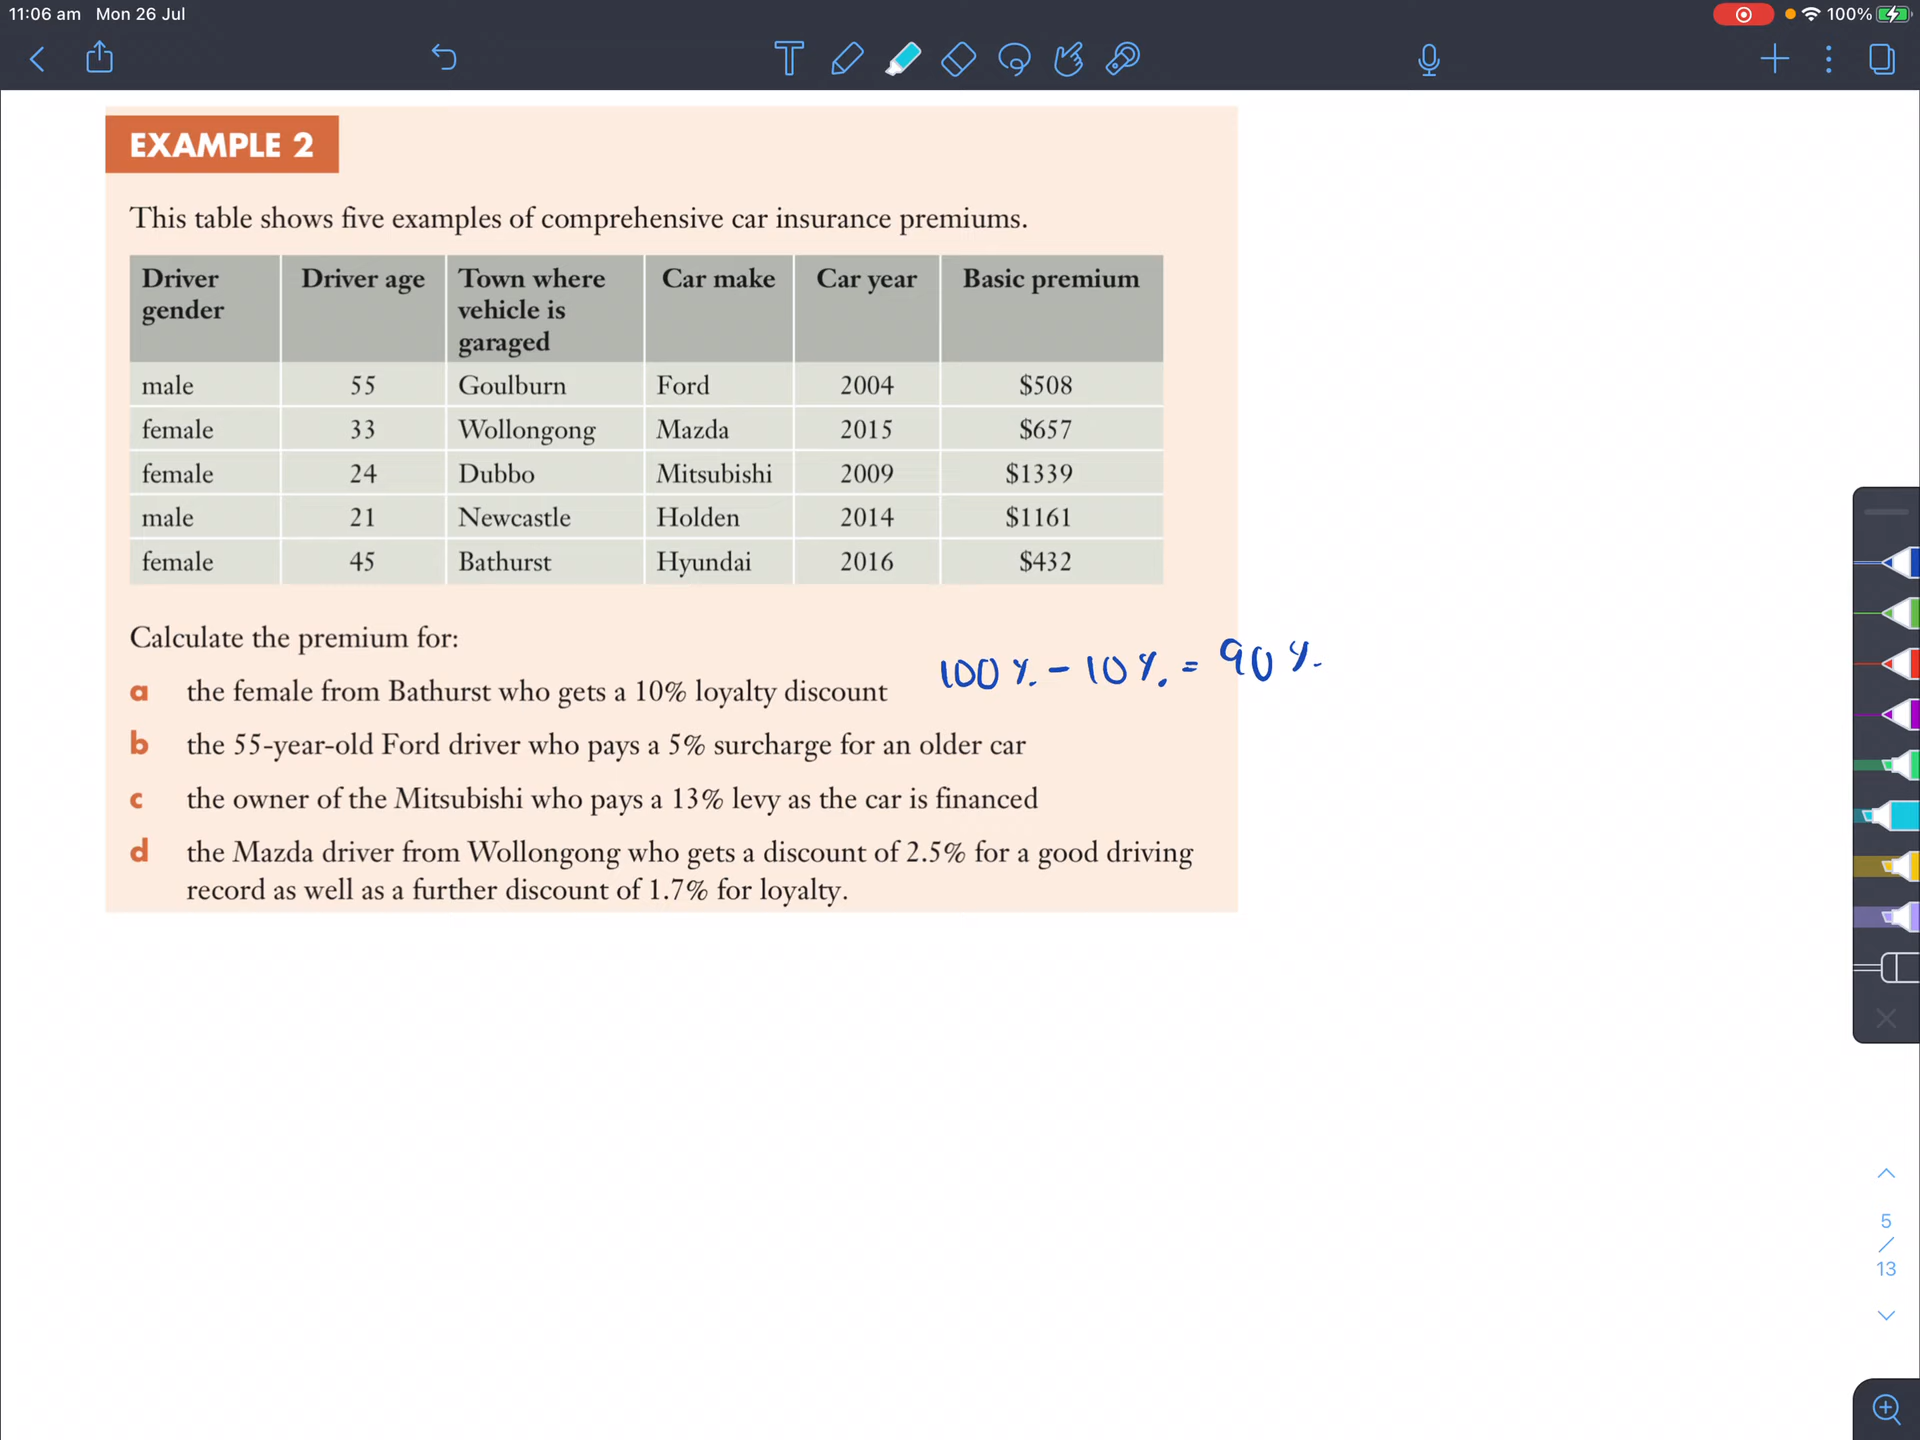 11:06 am Mon 26 Jul
100%
EXAMPLE 2
This table shows five examples of comprehensive car insurance premiums.
Driver gender Driver age Town where vehicle is garaged Car make Car year Basic premium
male 55 Goulburn Ford 2004 $508
female 33 Wollongong Mazda 2015 $657
female 24 Dubbo Mitsubishi 2009 $1339
male 21 Newcastle Holden 2014 $1161
female 45 Bathurst Hyundai 2016 $432
Calculate the premium for:
100% - 10% = 90%
a the female from Bathurst who gets a 10% loyalty discount
b the 55-year-old Ford driver who pays a 5% surcharge for an older car
c the owner of the Mitsubishi who pays a 13% levy as the car is financed
d the Mazda driver from Wollongong who gets a discount of 2.5% for a good driving
record as well as a further discount of 1.7% for loyalty.
5
/
13